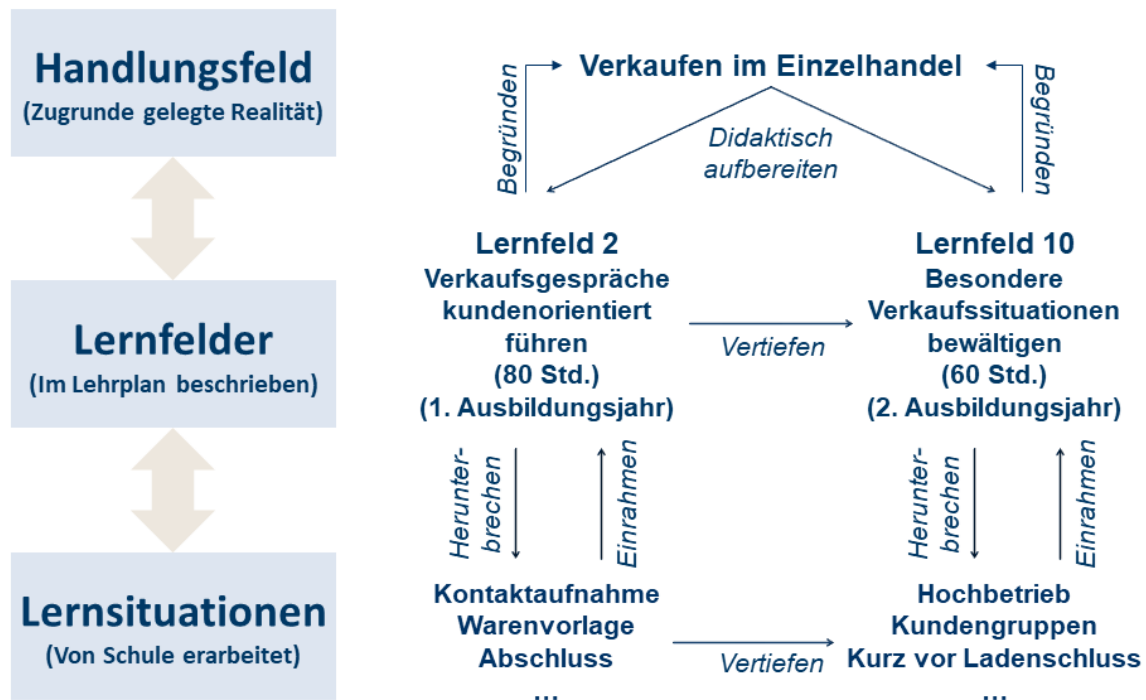 Handlungsfeld
(Zugrunde gelegte Realität)
Lernfelder
(Im Lehrplan beschrieben)
Lernsituationen
(Von Schule erarbeitet)
Verkaufen im Einzelhandel
Begründen
Begründen
Didaktisch
aufbereiten
Lernfeld 2
Verkaufsgespräche
kundenorientiert
führen
(80 Std.)
(1. Ausbildungsjahr)
Vertiefen
Lernfeld 10
Besondere
Verkaufssituationen
bewältigen
(60 Std.)
(2. Ausbildungsjahr)
Herunter-
brechen
Einrahmen
Herunter-
brechen
Einrahmen
Kontaktaufnahme
Warenvorlage
Abschluss
...
Vertiefen
Hochbetrieb
Kundengruppen
Kurz vor Ladenschluss
...